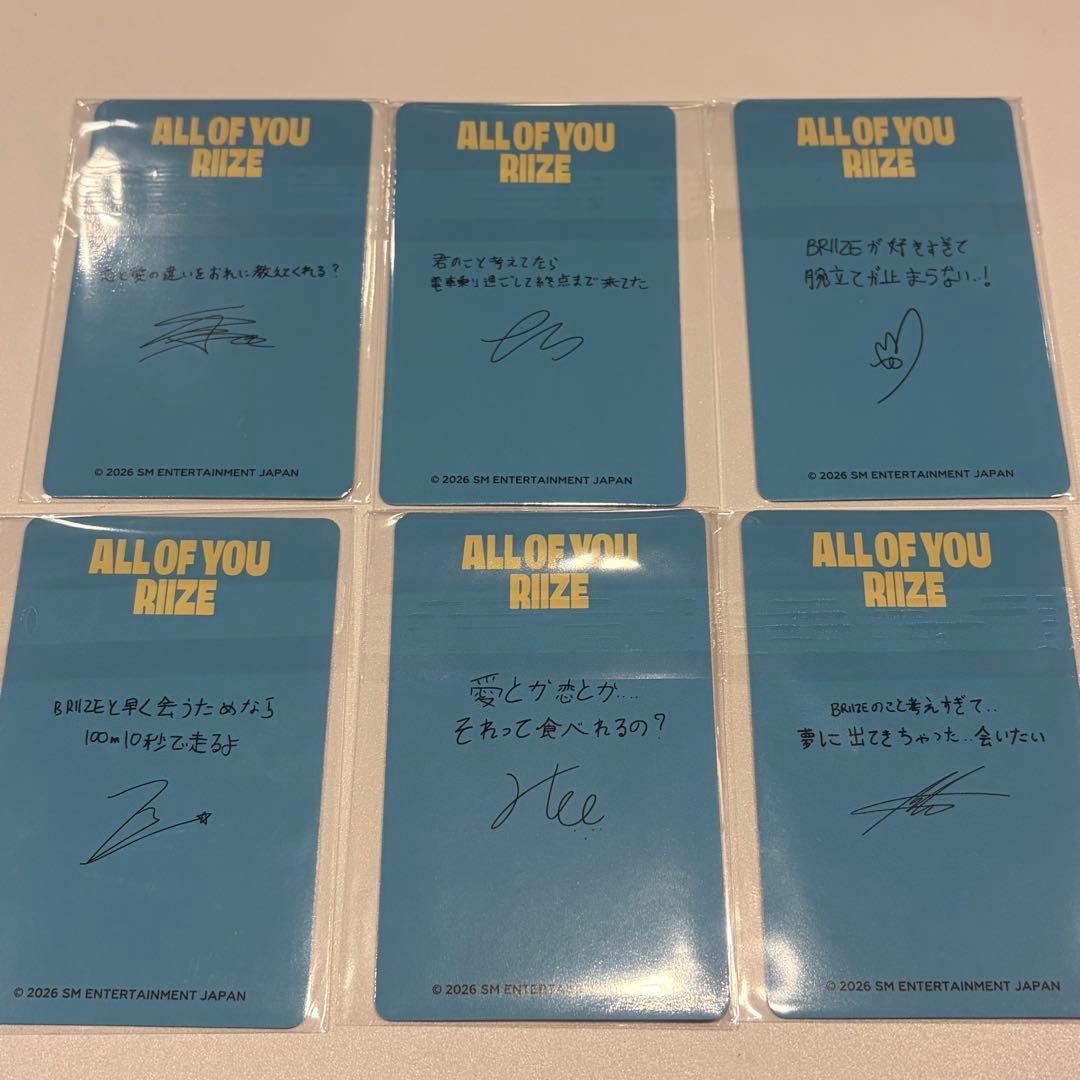 ALL OF YOU
RIIZE
恋と愛の違いをおれに教えてくれる？
© 2026 SM ENTERTAINMENT JAPAN
ALL OF YOU
RIIZE
君のこと考えてたら
電車乗り過ごして終点まで来てた
© 2026 SM ENTERTAINMENT JAPAN
ALL OF YOU
RIIZE
BRIIZEが好きすぎて
腕立てが止まらない..!
© 2026 SM ENTERTAINMENT JAPAN
ALL OF YOU
RIIZE
BRIIZEと早く会うためなら
100m10秒で走るよ
© 2026 SM ENTERTAINMENT JAPAN
ALL OF YOU
RIIZE
愛とか恋とか....
それって食べれるの？
© 2026 SM ENTERTAINMENT JAPAN
ALL OF YOU
RIIZE
BRIIZEのこと考えすぎて..
夢に出てきちゃった..会いたい
© 2026 SM ENTERTAINMENT JAPAN